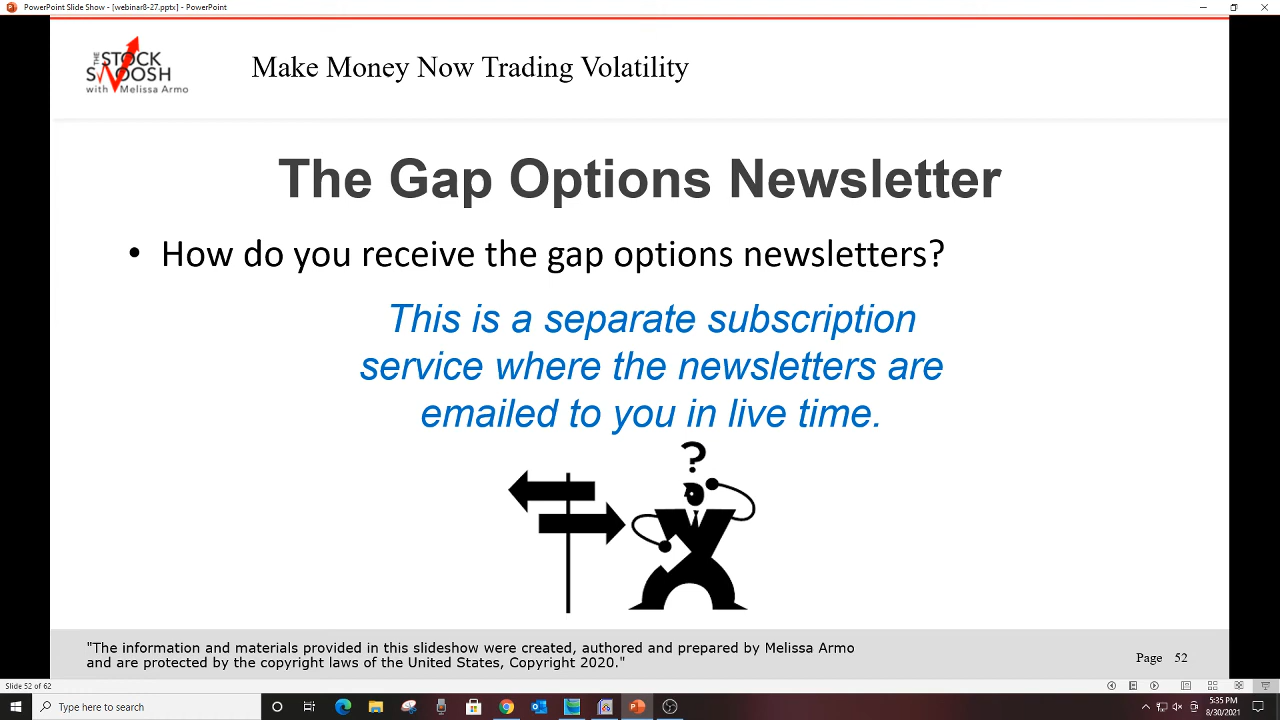 PowerPoint Slide Show - [webinar8-27.pptx] - PowerPoint
THE STOCK
SWOOSH
with Melissa Armo
Make Money Now Trading Volatility
The Gap Options Newsletter
• How do you receive the gap options newsletters?
This is a separate subscription
service where the newsletters are
emailed to you in live time.
?
"The information and materials provided in this slideshow were created, authored and prepared by Melissa Armo
and are protected by the copyright laws of the United States, Copyright 2020."
Page 52
Slide 52 of 62
Type here to search
5:35 PM
8/30/2021